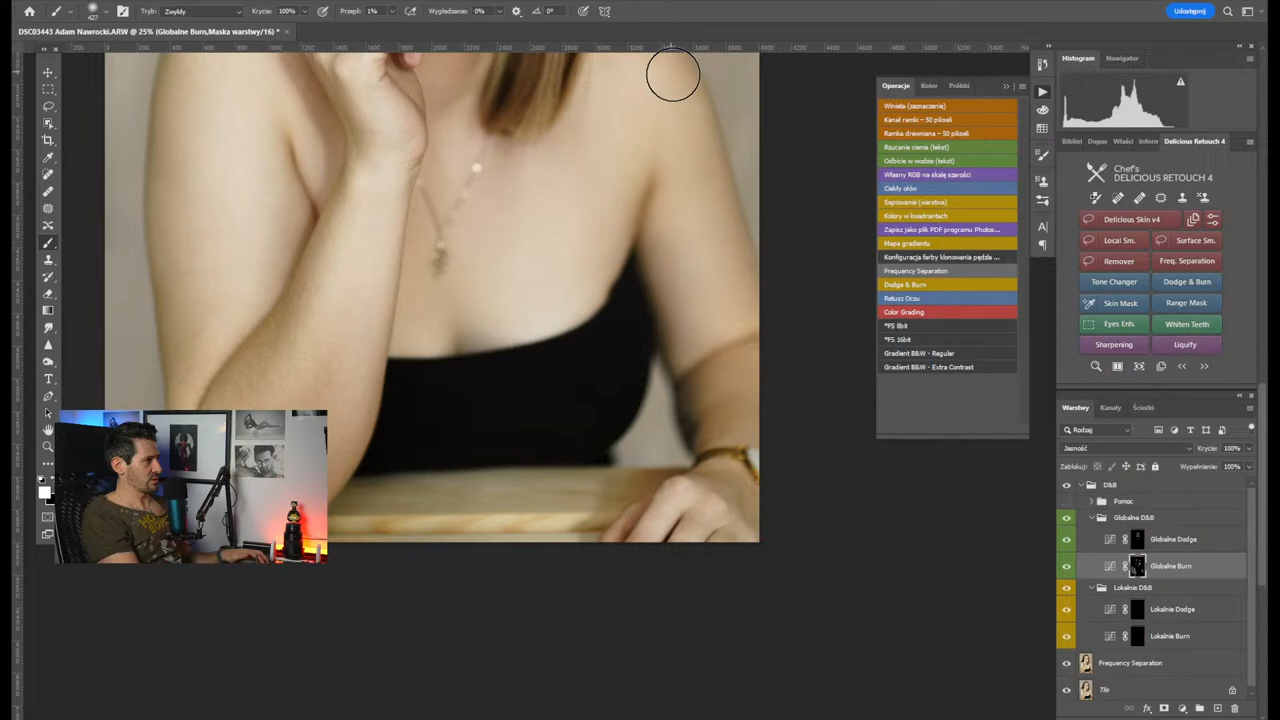 427
Tryb: Zwykły
Krycie: 100%
Przepł.: 1%
Wygładzanie: 0%
0°
Udostępnij
DSC03443 Adam Nawrocki.ARW @ 25% (Globalne Burn,Maska warstwy/16) *
Operacje
Kolor
Próbki
Winieta (zaznaczenie)
Kanał ramki – 50 pikseli
Ramka drewniana – 50 pikseli
Rzucanie cienia (tekst)
Odbicie w wodzie (tekst)
Własny RGB na skalę szarości
Ciekły ołów
Sepiowanie (warstwa)
Kolory w kwadrantach
Zapisz jako plik PDF programu Photos...
Mapa gradientu
Konfiguracja farby klonowania pędzla ...
Frequency Separation
Dodge & Burn
Retusz Oczu
Color Grading
*FS 8bit
*FS 16bit
Gradient B&W - Regular
Gradient B&W - Extra Contrast
Histogram
Nawigator
Bibliot
Dopas
Właści
Inform
Delicious Retouch 4
Chef's
DELICIOUS RETOUCH 4
Delicious Skin v4
Local Sm.
Surface Sm.
Remover
Freq. Separation
Tone Changer
Dodge & Burn
Skin Mask
Range Mask
Eyes Enh.
Whiten Teeth
Sharpening
Liquify
Warstwy
Kanały
Ścieżki
Rodzaj
Jasność
Krycie: 100%
Zablokuj:
Wypełnienie: 100%
D&B
Pomoc
Globalne D&B
Globalne Dodge
Globalne Burn
Lokalnie D&B
Lokalnie Dodge
Lokalnie Burn
Frequency Separation
Tło